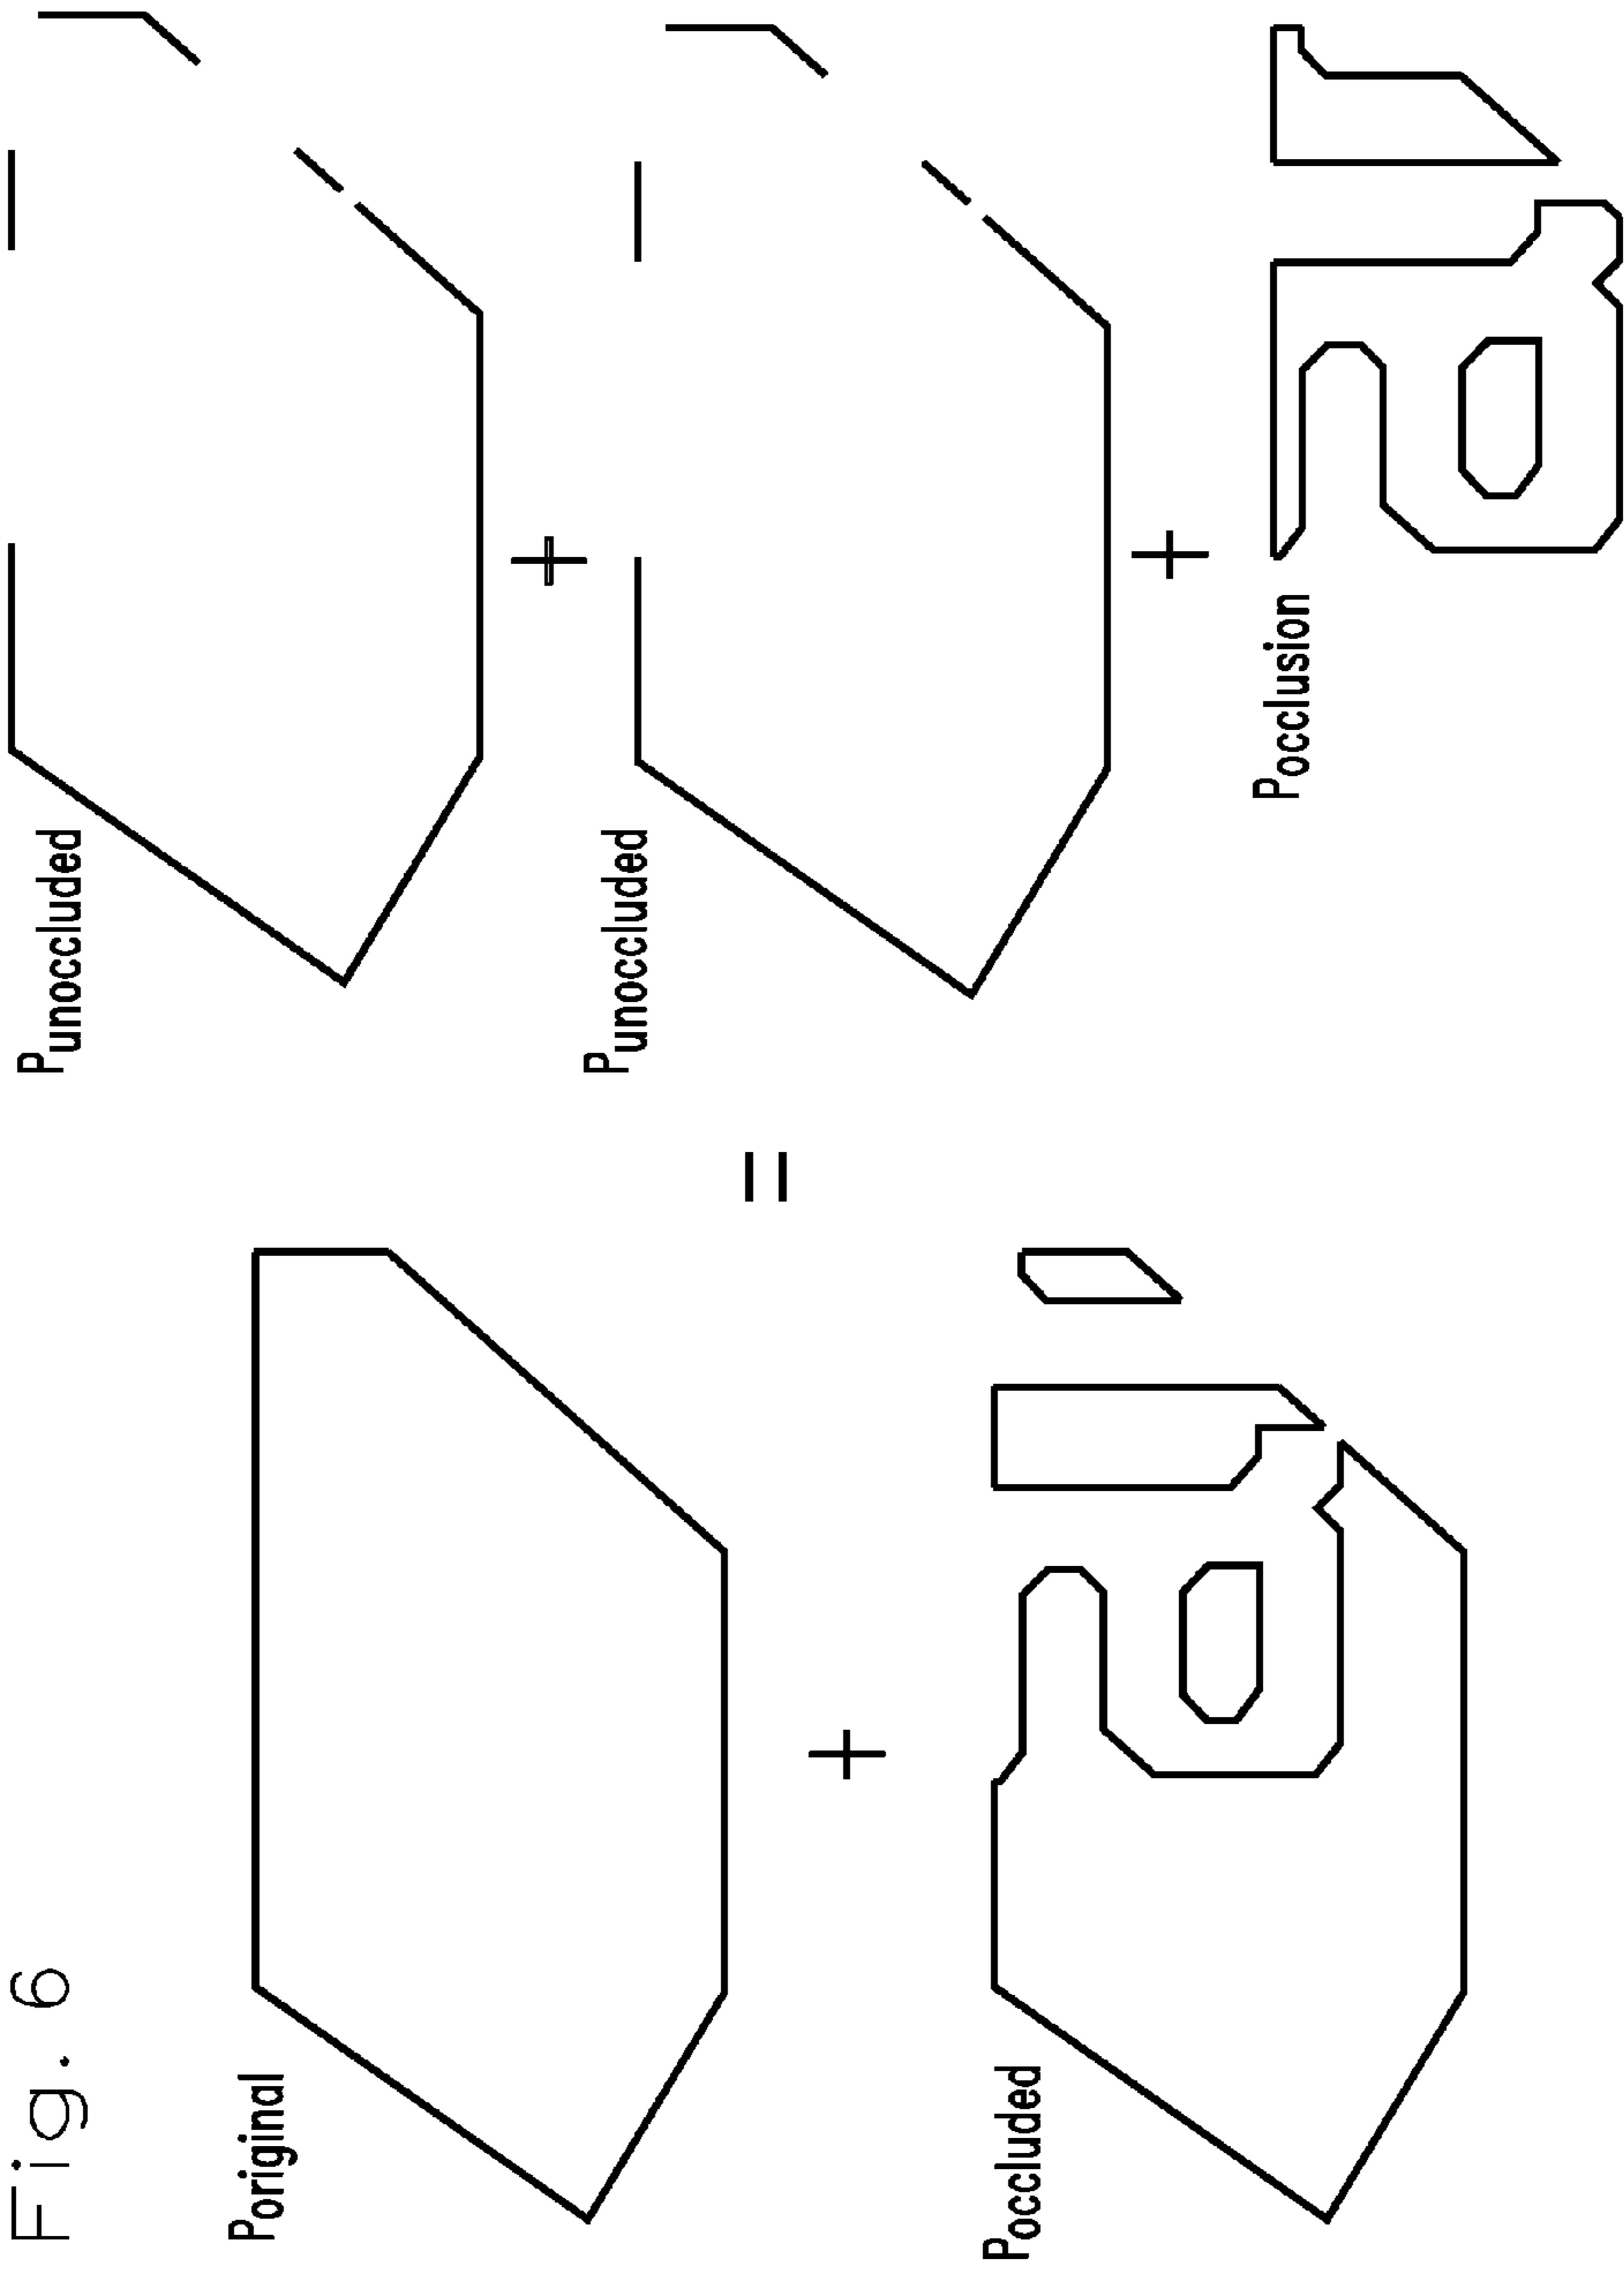 Fig. 6
Poriginal
+
Poccluded
=
Punoccluded
+
Punoccluded
+
Pocclusion